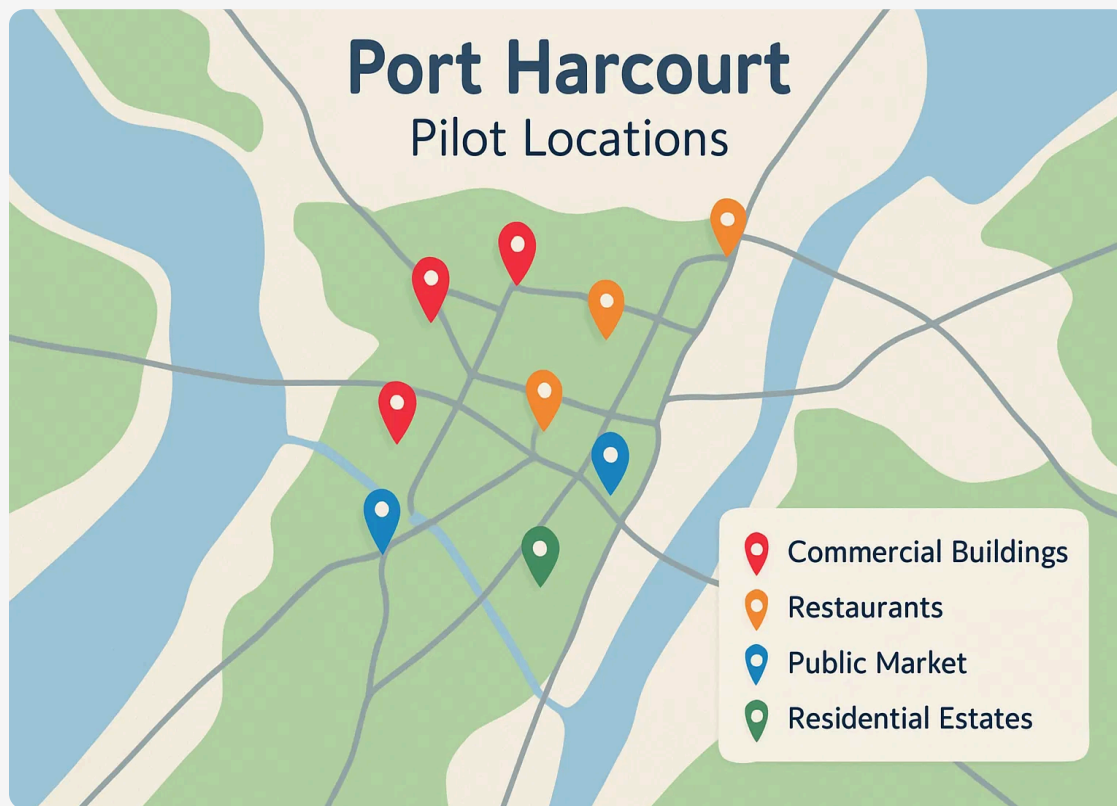 Port Harcourt
Pilot Locations
Commercial Buildings
Restaurants
Public Market
Residential Estates